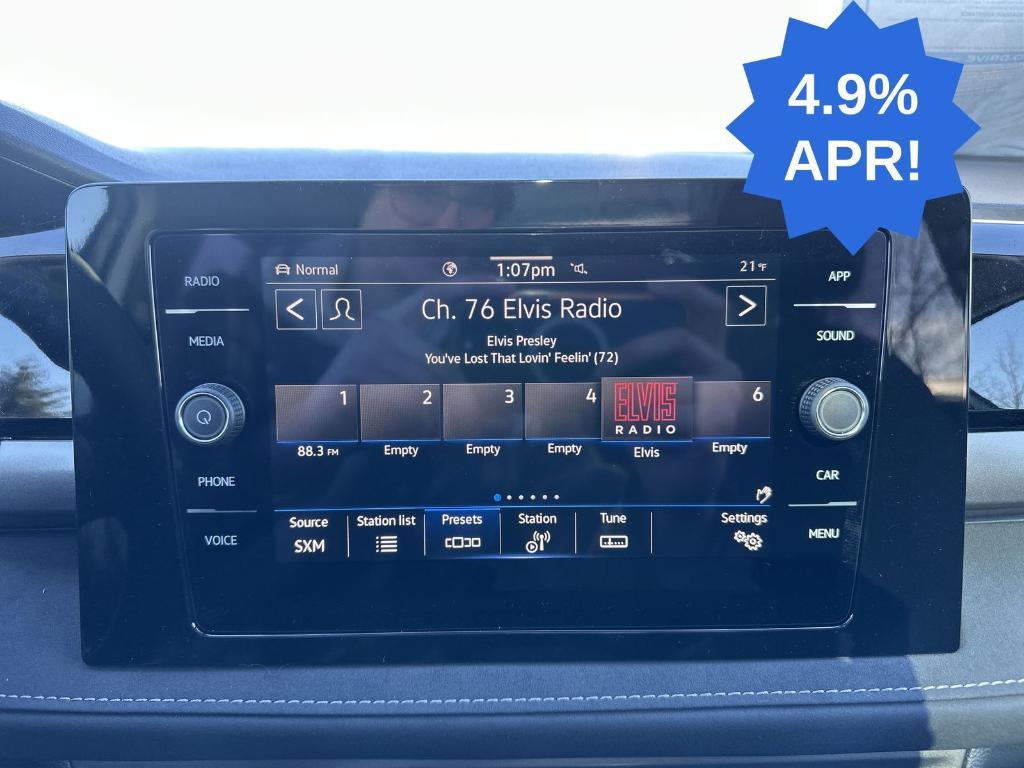 4.9%
APR!
RADIO
MEDIA
PHONE
VOICE
Normal
1:07pm
21°F
Ch. 76 Elvis Radio
Elvis Presley
You've Lost That Lovin' Feelin' (72)
1
2
3
4
ELVIS
RADIO
6
88.3 FM
Empty
Empty
Empty
Elvis
Empty
Source
SXM
Station list
Presets
Station
Tune
Settings
APP
SOUND
CAR
MENU